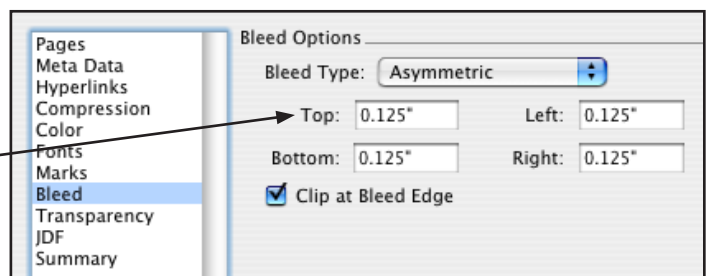 Pages
Meta Data
Hyperlinks
Compression
Color
Fonts
Marks
Bleed
Transparency
JDF
Summary
Bleed Options
Bleed Type: Asymmetric
Top: 0.125" Left: 0.125"
Bottom: 0.125" Right: 0.125"
Clip at Bleed Edge